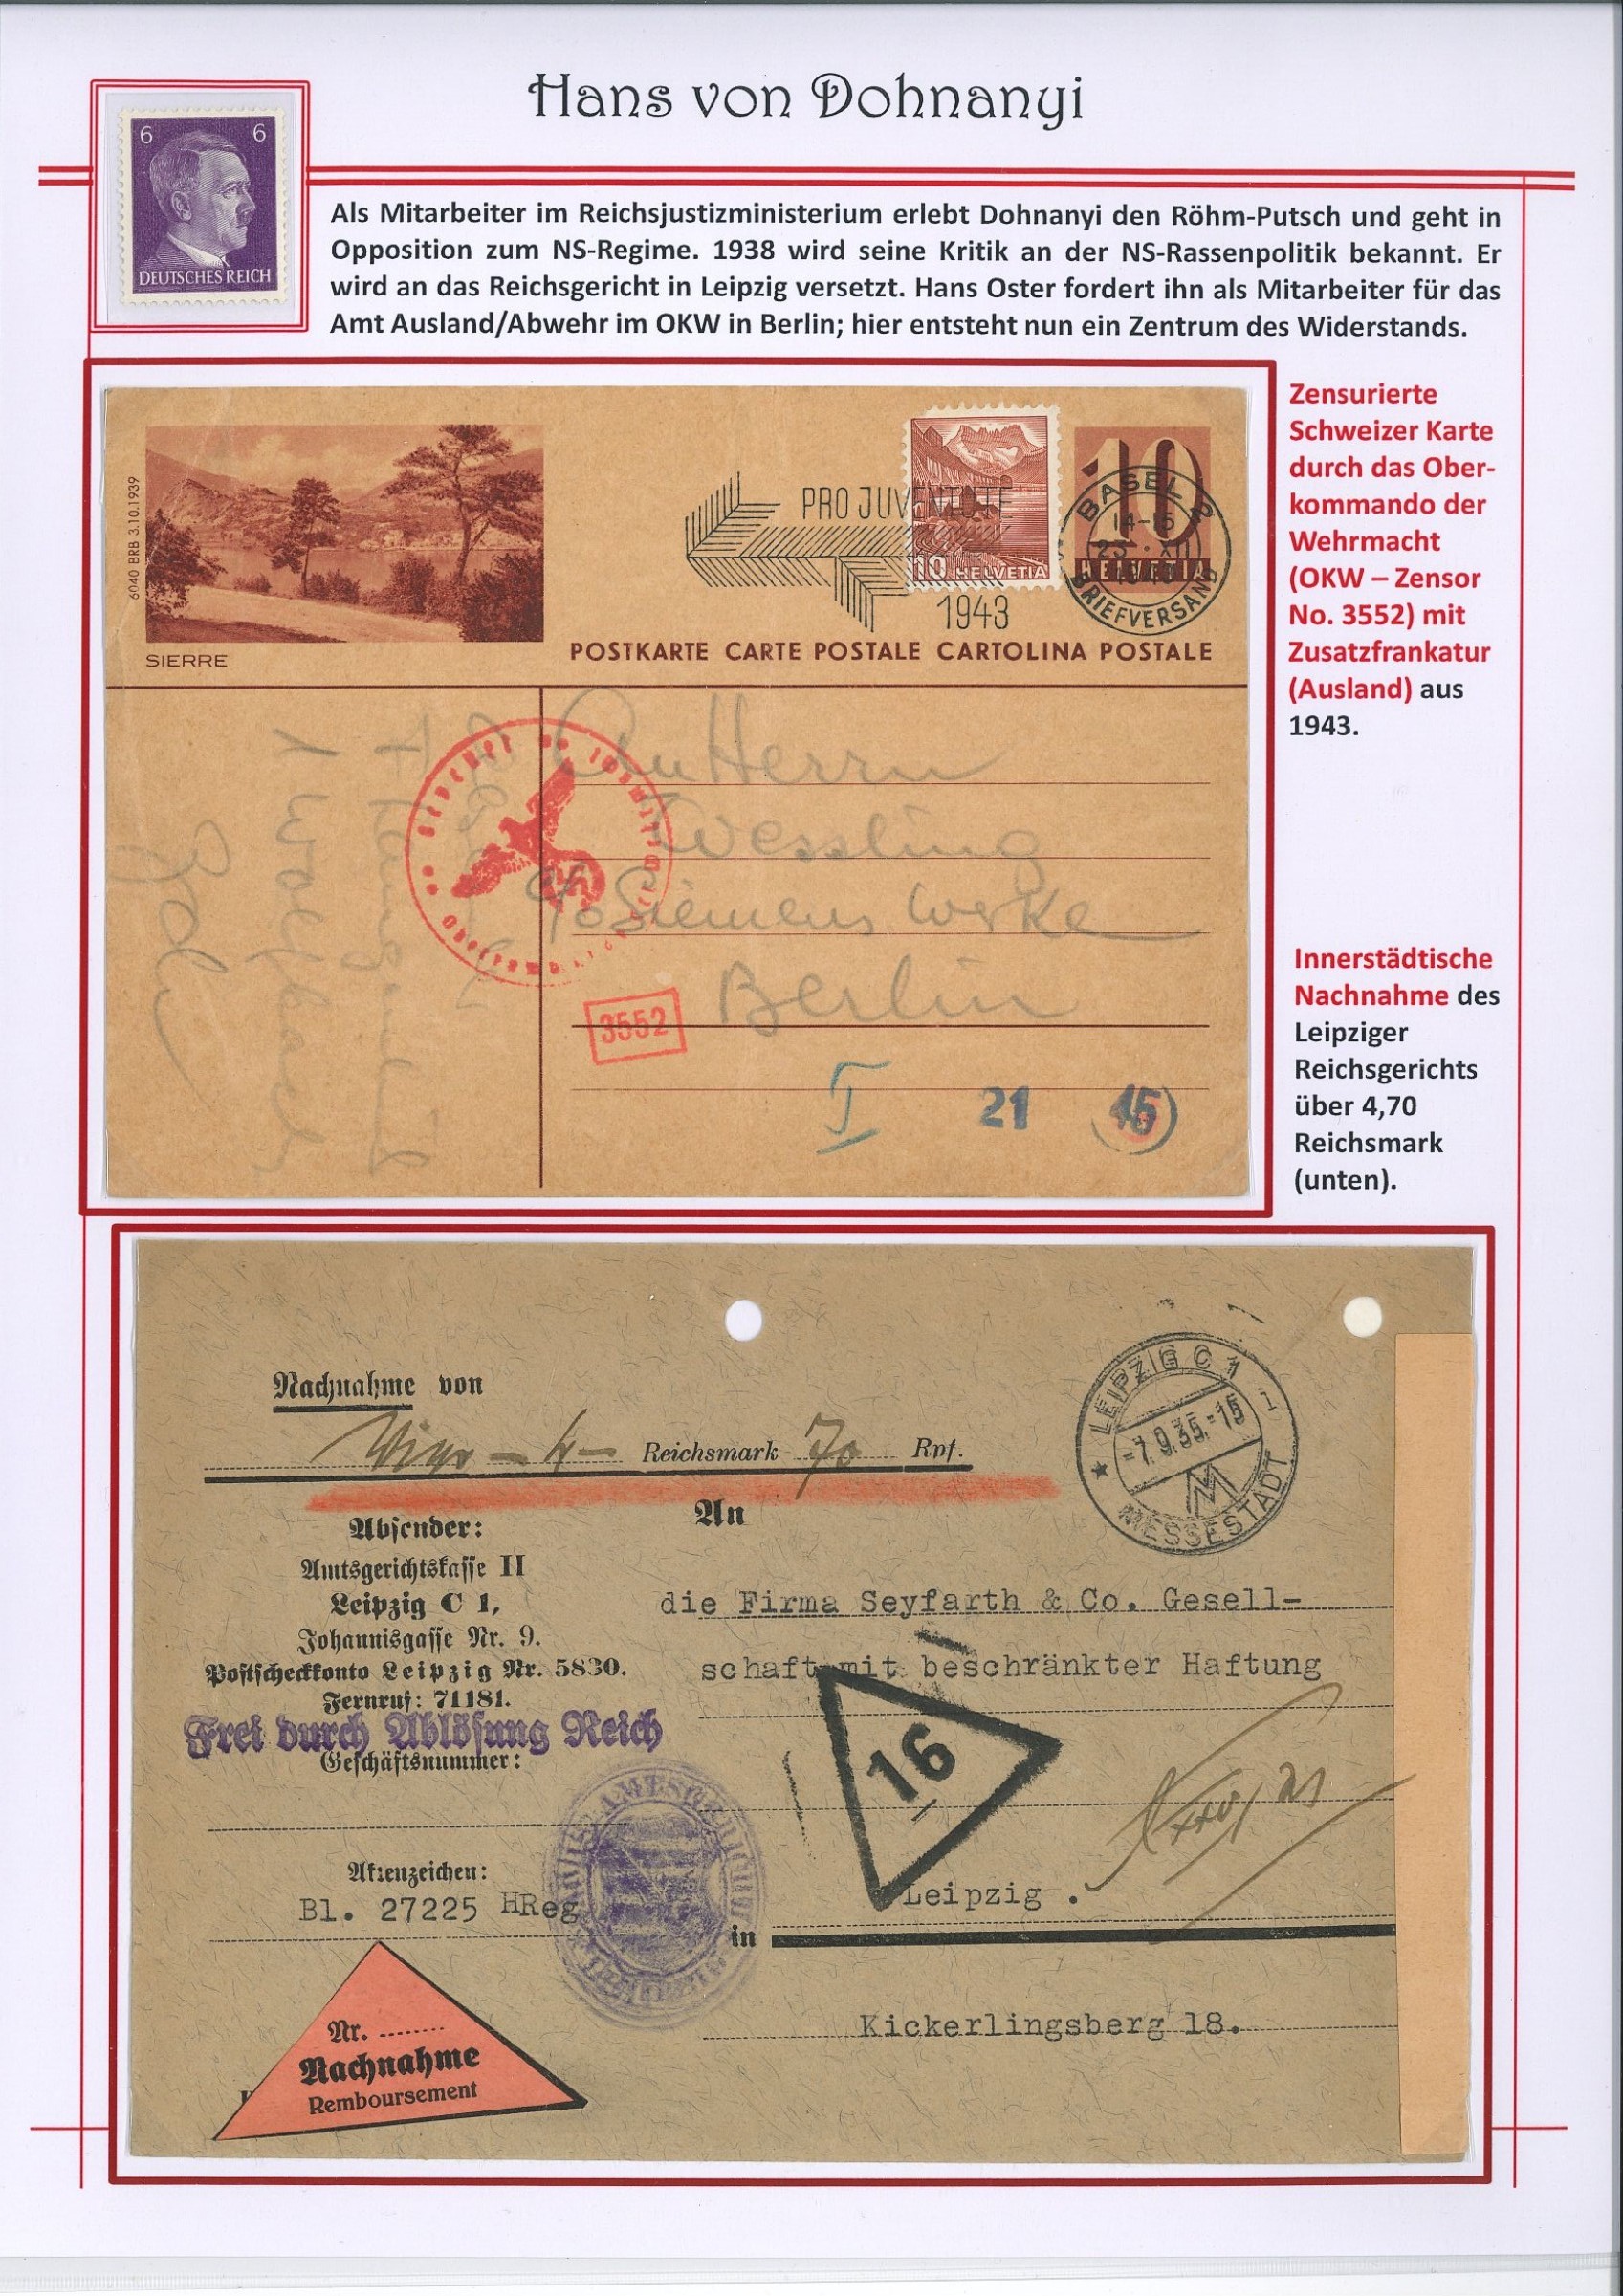 Hans von Dohnanyi
6 6
DEUTSCHES REICH
Als Mitarbeiter im Reichsjustizministerium erlebt Dohnanyi den Röhm-Putsch und geht in
Opposition zum NS-Regime. 1938 wird seine Kritik an der NS-Rassenpolitik bekannt. Er
wird an das Reichsgericht in Leipzig versetzt. Hans Oster fordert ihn als Mitarbeiter für das
Amt Ausland/Abwehr im OKW in Berlin; hier entsteht nun ein Zentrum des Widerstands.
Zensurierte
Schweizer Karte
durch das Ober-
kommando der
Wehrmacht
(OKW – Zensor
No. 3552) mit
Zusatzfrankatur
(Ausland) aus
1943.
6040 BRB 3.10.1939
SIERRE
PRO JUVENTUTE
1943
10 HELVETIA
10
HELVETIA
BASEL 2
14-15
BRIEFVERSAND
POSTKARTE CARTE POSTALE CARTOLINA POSTALE
An Herrn
Wessling
c/o Siemens Werke
Berlin
3552
I
21
Innerstädtische
Nachnahme des
Leipziger
Reichsgerichts
über 4,70
Reichsmark
(unten).
Nachnahme von
Vier – 4 – Reichsmark 70 Rpf.
LEIPZIG C 1
-7.9.35.-15
MESSESTADT
Absender:
Amtsgerichtskasse II
Leipzig C 1,
Johannisgasse Nr. 9.
Postscheckkonto Leipzig Nr. 5830.
Fernruf: 71181.
Frei durch Ablösung Reich
Geschäftsnummer:
Aktenzeichen:
Bl. 27225 HReg
An
die Firma Seyfarth & Co. Gesell-
schaft mit beschränkter Haftung
16
in Leipzig .
Kickerlingsberg 18.
Nr. ........
Nachnahme
Remboursement